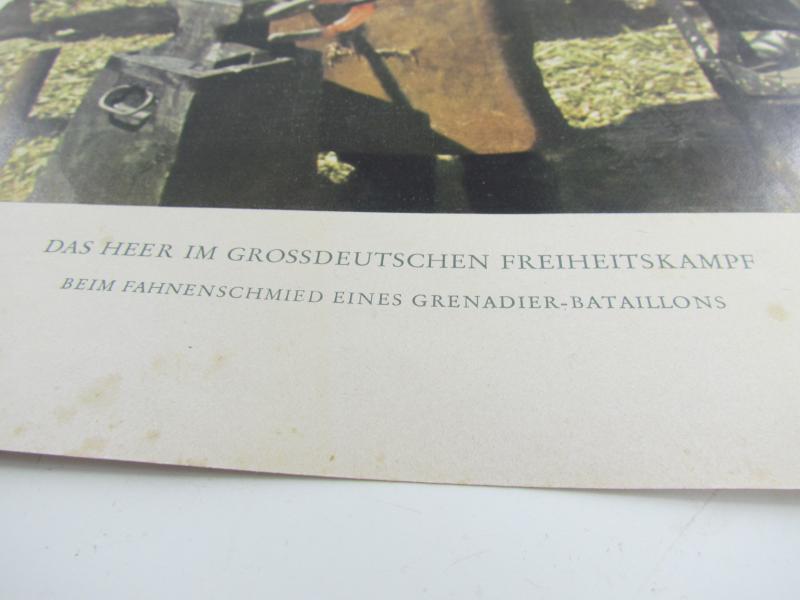 DAS HEER IM GROSSDEUTSCHEN FREIHEITSKAMPF
BEIM FAHNENSCHMIED EINES GRENADIER-BATAILLONS